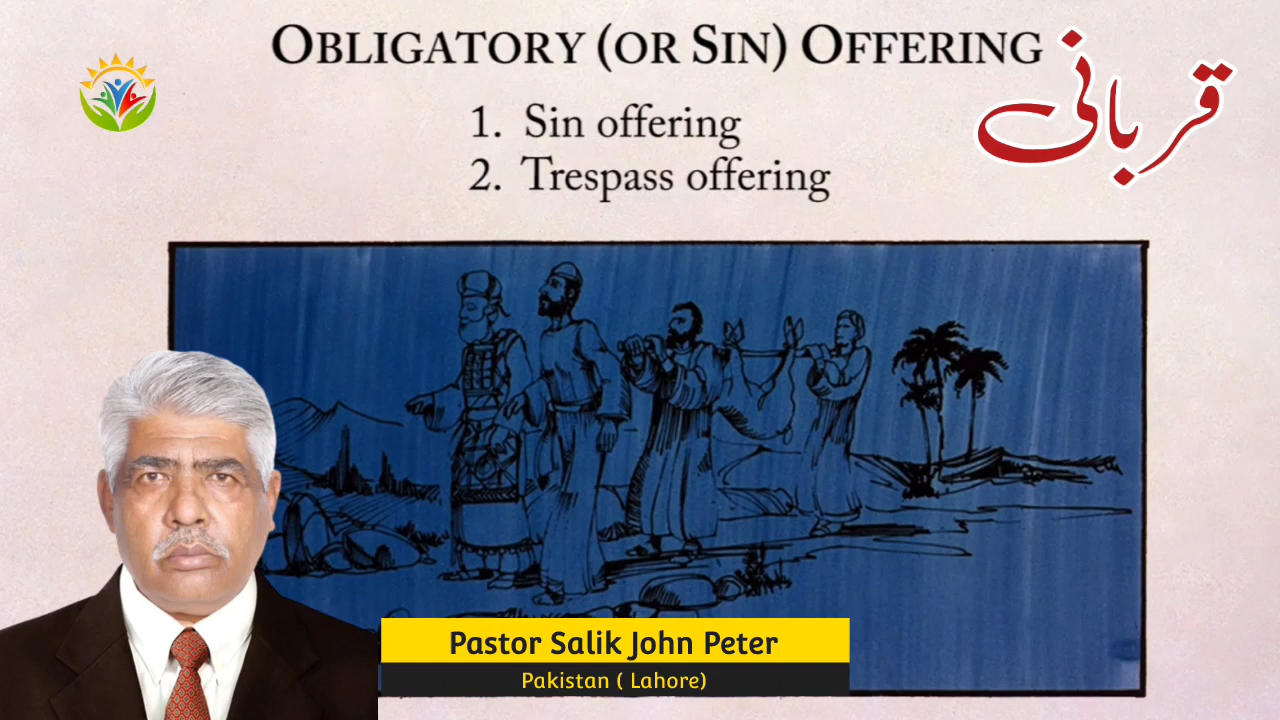 OBLIGATORY (OR SIN) OFFERING
قربانی
1. Sin offering
2. Trespass offering
Pastor Salik John Peter
Pakistan ( Lahore)